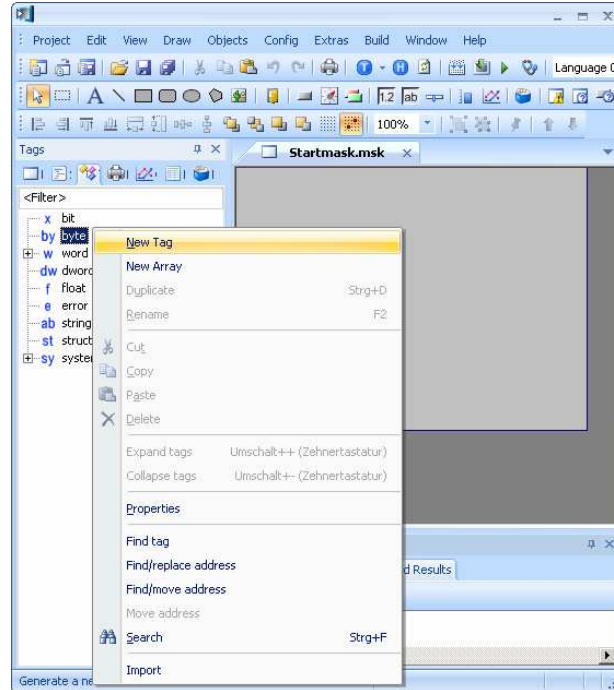 Project Edit View Draw Objects Config Extras Build Window Help
Language
A 1.2 ab
100%
Tags
Startmask.msk
<Filter>
x bit
by byte
w word
dw dword
f float
e error
ab string
st struct
sy system
New Tag
New Array
Duplicate Strg+D
Rename F2
Cut
Copy
Paste
Delete
Expand tags Umschalt++ (Zehnertastatur)
Collapse tags Umschalt+- (Zehnertastatur)
Properties
Find tag
Find/replace address
Find/move address
Move address
Search Strg+F
Import
d Results
Generate a ne